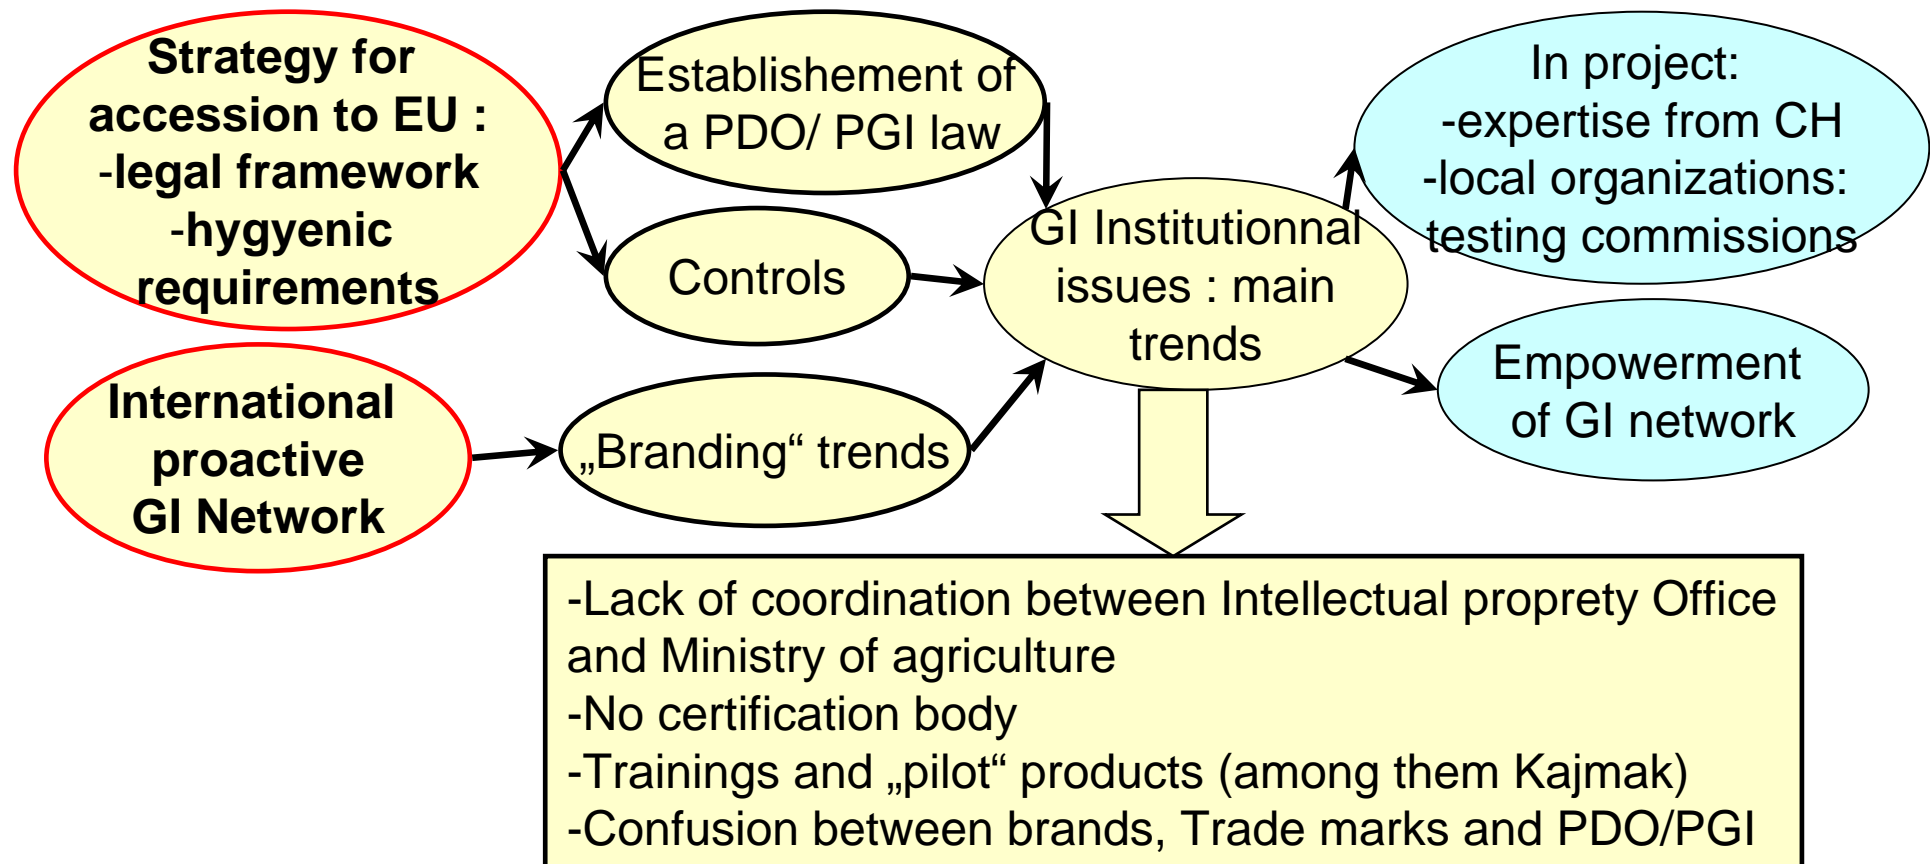 Strategy for
accession to EU :
-legal framework
-hygyenic
requirements
International
proactive
GI Network
Establishement of
a PDO/ PGI law
Controls
„Branding“ trends
GI Institutionnal
issues : main
trends
In project:
-expertise from CH
-local organizations:
testing commissions
Empowerment
of GI network
-Lack of coordination between Intellectual proprety Office
and Ministry of agriculture
-No certification body
-Trainings and „pilot“ products (among them Kajmak)
-Confusion between brands, Trade marks and PDO/PGI